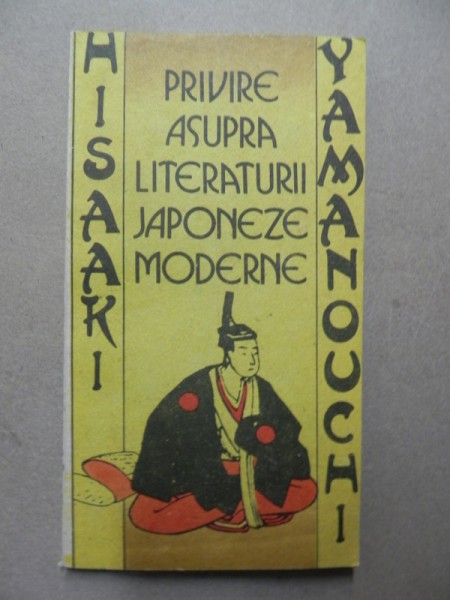 HISAAKI
YAMANOUCHI
PRIVIRE
ASUPRA
LITERATURII
JAPONEZE
MODERNE